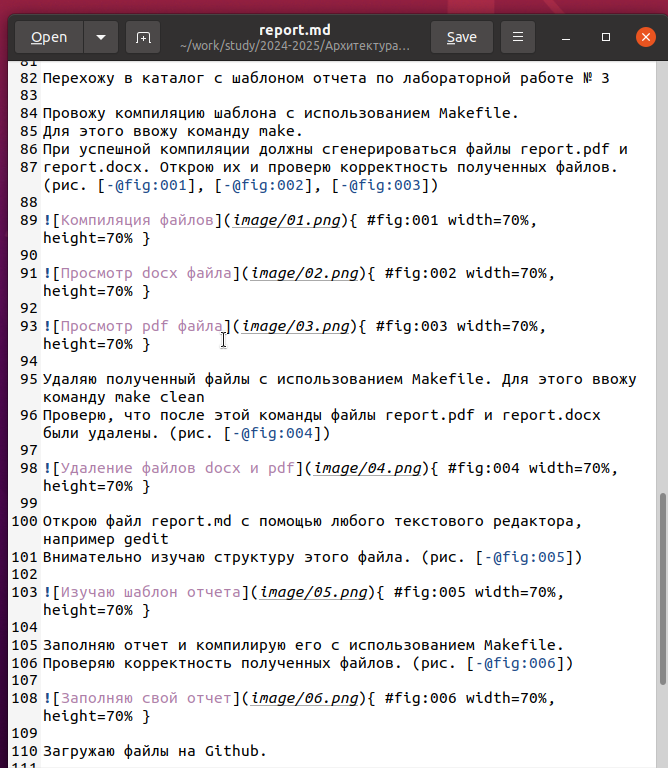 report.md
Open
~/work/study/2024-2025/Архитектура…
Save
81
82 Перехожу в каталог с шаблоном отчета по лабораторной работе № 3
83
84 Провожу компиляцию шаблона с использованием Makefile.
85 Для этого ввожу команду make.
86 При успешной компиляции должны сгенерироваться файлы report.pdf и
87 report.docx. Открою их и проверю корректность полученных файлов.
(рис. [-@fig:001], [-@fig:002], [-@fig:003])
88
89 ![Компиляция файлов](image/01.png){ #fig:001 width=70%,
height=70% }
90
91 ![Просмотр docx файла](image/02.png){ #fig:002 width=70%,
height=70% }
92
93 ![Просмотр pdf файла](image/03.png){ #fig:003 width=70%,
height=70% }
94
95 Удаляю полученный файлы с использованием Makefile. Для этого ввожу
команду make clean
96 Проверю, что после этой команды файлы report.pdf и report.docx
были удалены. (рис. [-@fig:004])
97
98 ![Удаление файлов docx и pdf](image/04.png){ #fig:004 width=70%,
height=70% }
99
100 Открою файл report.md с помощью любого текстового редактора,
например gedit
101 Внимательно изучаю структуру этого файла. (рис. [-@fig:005])
102
103 ![Изучаю шаблон отчета](image/05.png){ #fig:005 width=70%,
height=70% }
104
105 Заполняю отчет и компилирую его с использованием Makefile.
106 Проверяю корректность полученных файлов. (рис. [-@fig:006])
107
108 ![Заполняю свой отчет](image/06.png){ #fig:006 width=70%,
height=70% }
109
110 Загружаю файлы на Github.
111